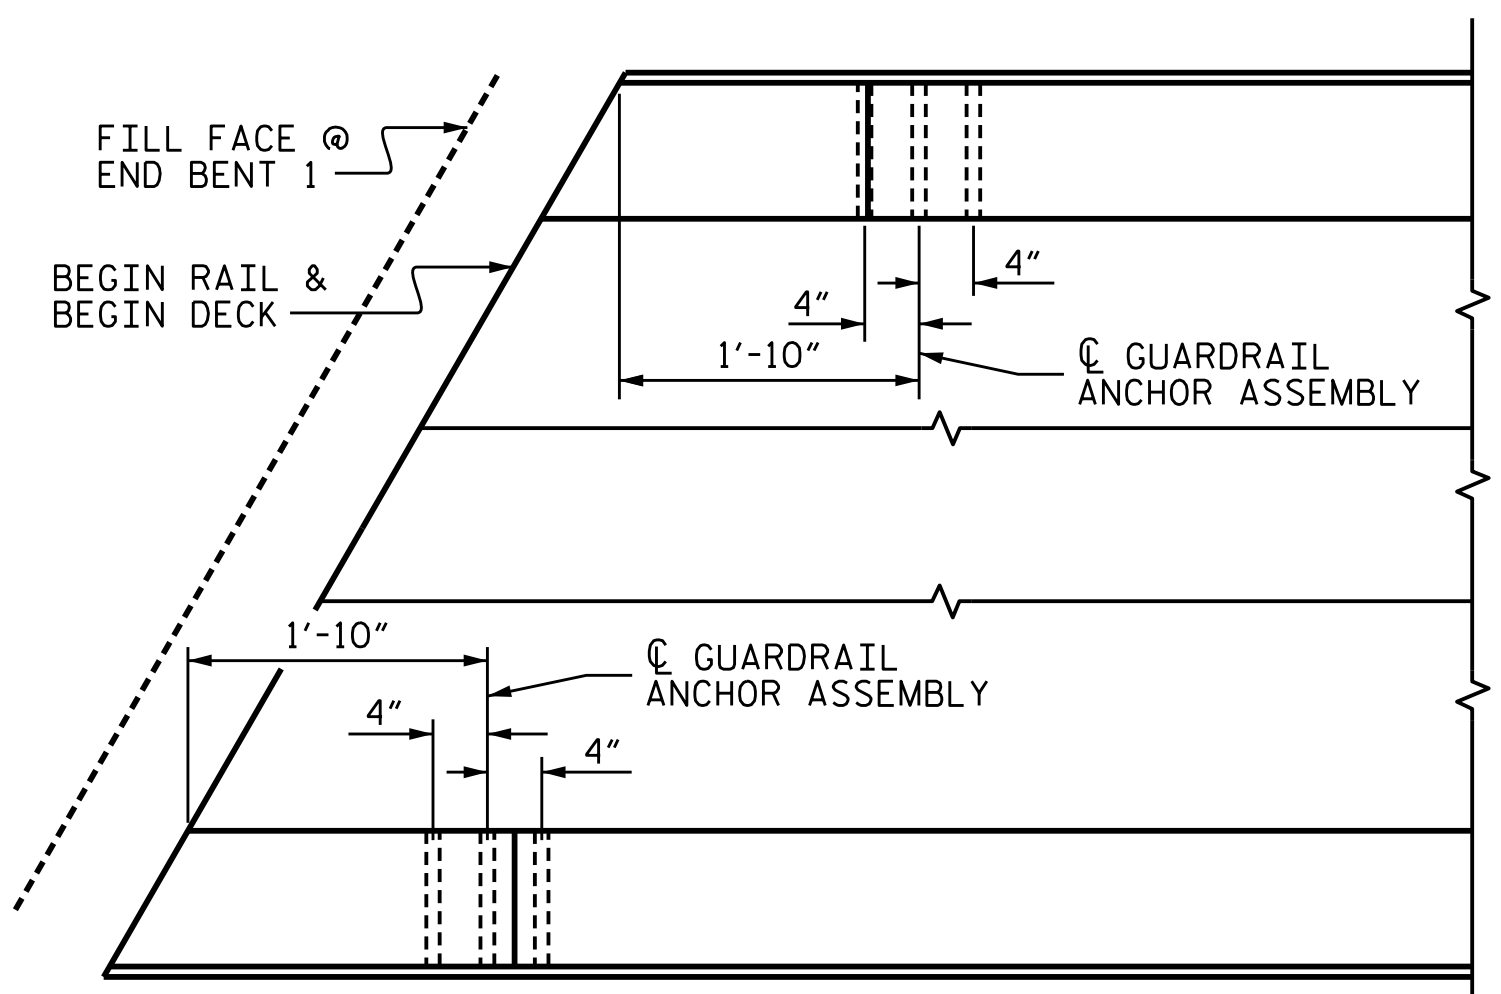 FILL FACE @
END BENT 1
BEGIN RAIL &
BEGIN DECK
4"
4"
1'-10"
℄ GUARDRAIL
ANCHOR ASSEMBLY
1'-10"
℄ GUARDRAIL
ANCHOR ASSEMBLY
4"
4"